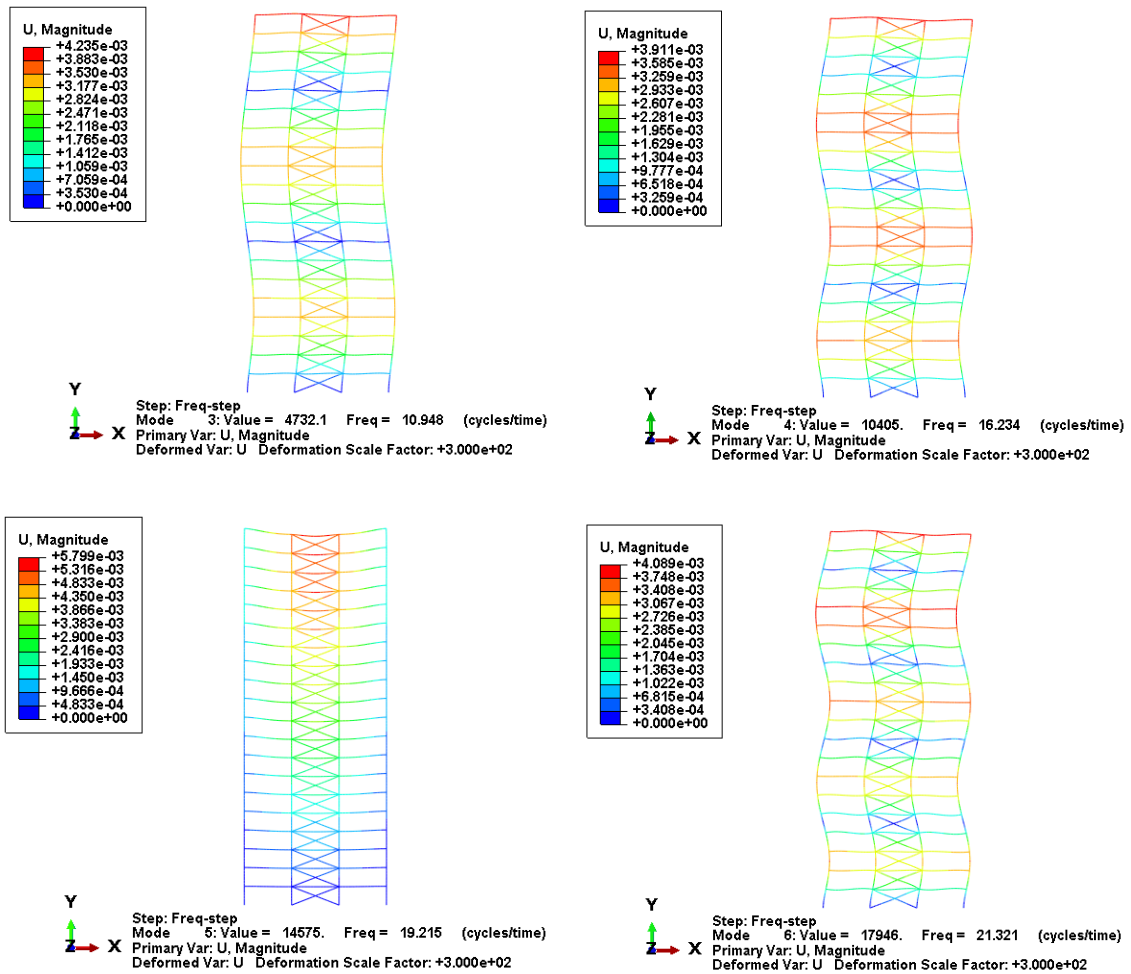 U, Magnitude
+4.235e-03
+3.883e-03
+3.530e-03
+3.177e-03
+2.824e-03
+2.471e-03
+2.118e-03
+1.765e-03
+1.412e-03
+1.059e-03
+7.059e-04
+3.530e-04
+0.000e+00
Y
Z X
Step: Freq-step
Mode 3: Value = 4732.1 Freq = 10.948 (cycles/time)
Primary Var: U, Magnitude
Deformed Var: U Deformation Scale Factor: +3.000e+02
U, Magnitude
+3.911e-03
+3.585e-03
+3.259e-03
+2.933e-03
+2.607e-03
+2.281e-03
+1.955e-03
+1.629e-03
+1.304e-03
+9.777e-04
+6.518e-04
+3.259e-04
+0.000e+00
Y
Z X
Step: Freq-step
Mode 4: Value = 10405. Freq = 16.234 (cycles/time)
Primary Var: U, Magnitude
Deformed Var: U Deformation Scale Factor: +3.000e+02
U, Magnitude
+5.799e-03
+5.316e-03
+4.833e-03
+4.350e-03
+3.866e-03
+3.383e-03
+2.900e-03
+2.416e-03
+1.933e-03
+1.450e-03
+9.666e-04
+4.833e-04
+0.000e+00
Y
Z X
Step: Freq-step
Mode 5: Value = 14575. Freq = 19.215 (cycles/time)
Primary Var: U, Magnitude
Deformed Var: U Deformation Scale Factor: +3.000e+02
U, Magnitude
+4.089e-03
+3.748e-03
+3.408e-03
+3.067e-03
+2.726e-03
+2.385e-03
+2.045e-03
+1.704e-03
+1.363e-03
+1.022e-03
+6.815e-04
+3.408e-04
+0.000e+00
Y
Z X
Step: Freq-step
Mode 6: Value = 17946. Freq = 21.321 (cycles/time)
Primary Var: U, Magnitude
Deformed Var: U Deformation Scale Factor: +3.000e+02